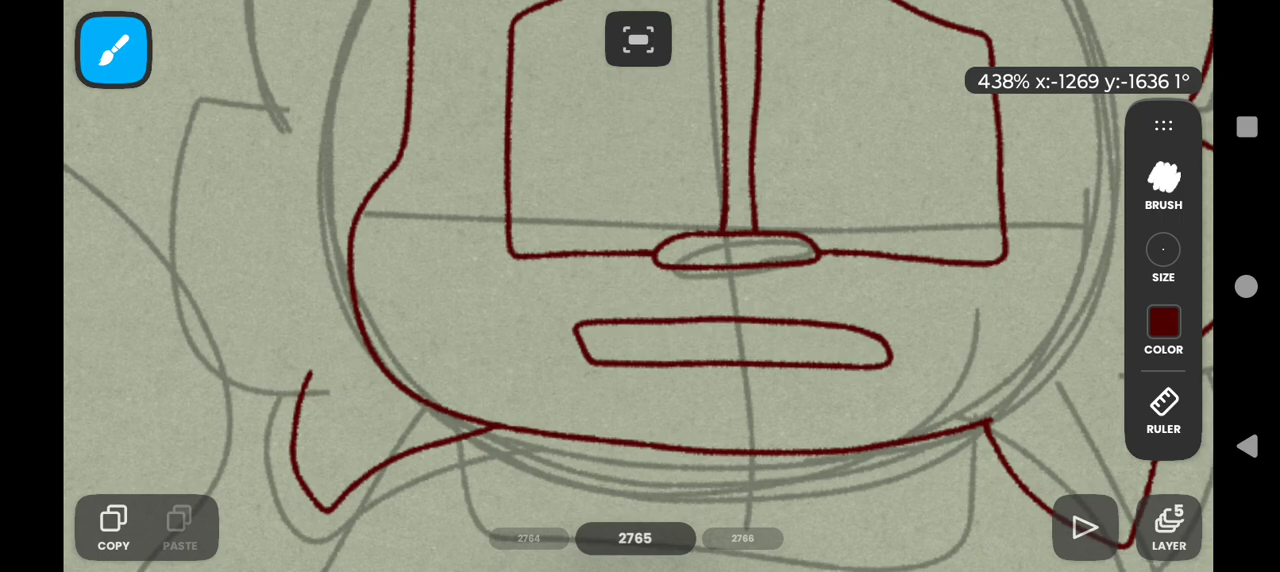 438% x:-1269 y:-1636 1°
BRUSH
SIZE
COLOR
RULER
COPY
PASTE
2764
2765
2766
5
LAYER